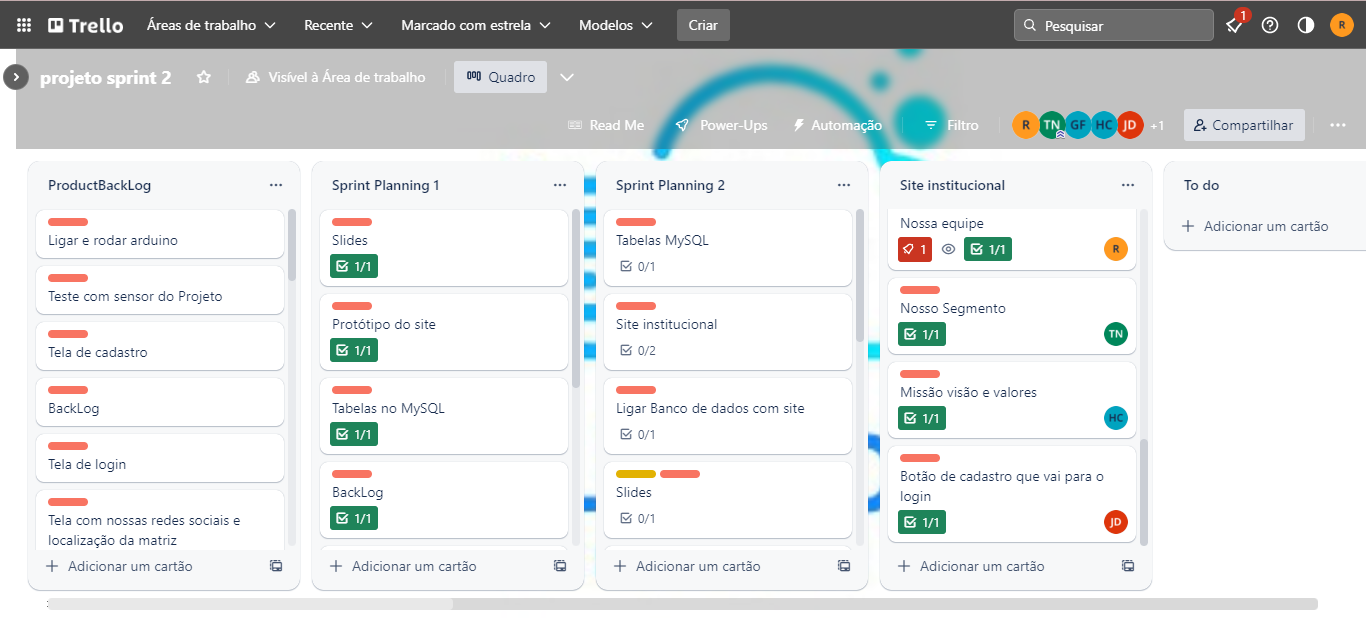 Trello Áreas de trabalho Recente Marcado com estrela Modelos Criar Pesquisar 1 R
projeto sprint 2 Visível à Área de trabalho Quadro
Read Me Power-Ups Automação Filtro R TN GF HC JD +1 Compartilhar
ProductBackLog
Ligar e rodar arduino
Teste com sensor do Projeto
Tela de cadastro
BackLog
Tela de login
Tela com nossas redes sociais e
localização da matriz
Adicionar um cartão
Sprint Planning 1
Slides
1/1
Protótipo do site
1/1
Tabelas no MySQL
1/1
BackLog
1/1
Adicionar um cartão
Sprint Planning 2
Tabelas MySQL
0/1
Site institucional
0/2
Ligar Banco de dados com site
0/1
Slides
0/1
Adicionar um cartão
Site institucional
Nossa equipe
1 1/1 R
Nosso Segmento
1/1 TN
Missão visão e valores
1/1 HC
Botão de cadastro que vai para o
login
1/1 JD
Adicionar um cartão
To do
Adicionar um cartão